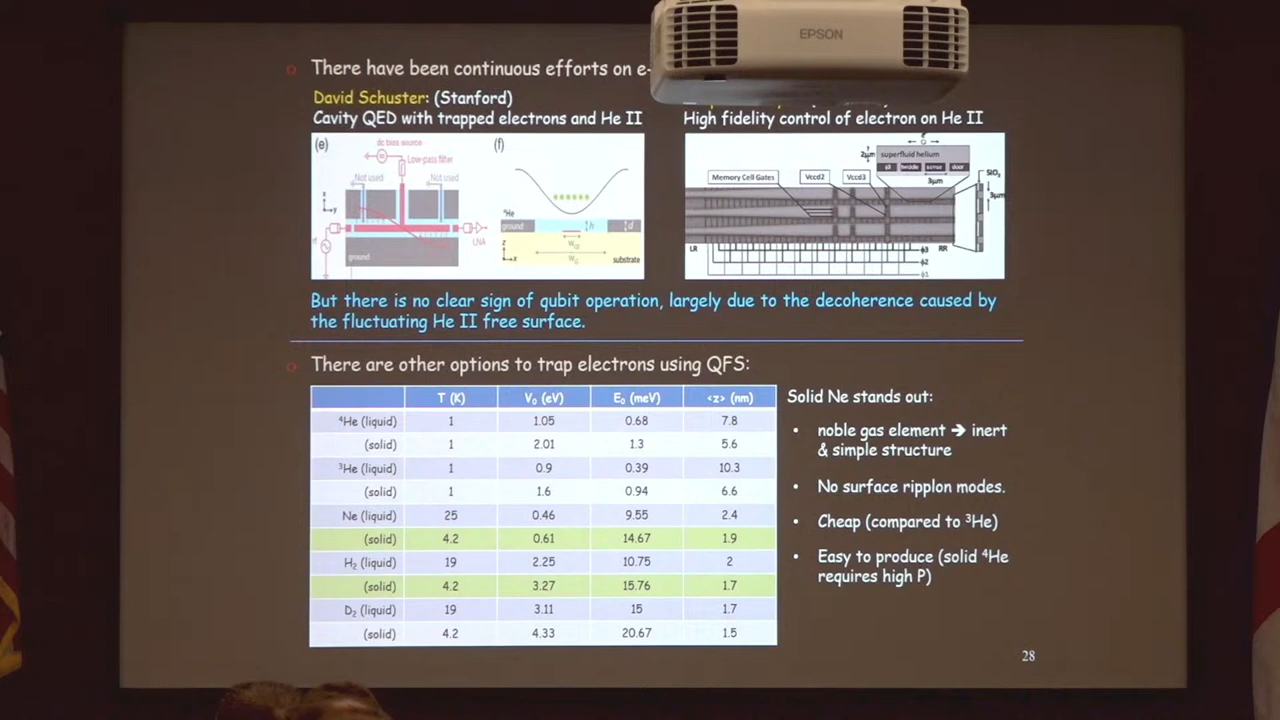 EPSON
There have been continuous efforts on e-
David Schuster: (Stanford)
Cavity QED with trapped electrons and He II
High fidelity control of electron on He II
(e)
dc bias source
Low-pass filter
Not used
Not used
LNA
ground
(f)
⁴He
ground
h
d
substrate
superfluid helium
2μm
3μm
SiO₂
3μm
Memory Cell Gates
Vccd2
Vccd3
LR
RR
ϕ3
ϕ2
ϕ1
But there is no clear sign of qubit operation, largely due to the decoherence caused by
the fluctuating He II free surface.
There are other options to trap electrons using QFS:
T (K) V₀ (eV) E₀ (meV) <z> (nm)
⁴He (liquid) 1 1.05 0.68 7.8
(solid) 1 2.01 1.3 5.6
³He (liquid) 1 0.9 0.39 10.3
(solid) 1 1.6 0.94 6.6
Ne (liquid) 25 0.46 9.55 2.4
(solid) 4.2 0.61 14.67 1.9
H₂ (liquid) 19 2.25 10.75 2
(solid) 4.2 3.27 15.76 1.7
D₂ (liquid) 19 3.11 15 1.7
(solid) 4.2 4.33 20.67 1.5
Solid Ne stands out:
• noble gas element ➔ inert
& simple structure
• No surface ripplon modes.
• Cheap (compared to ³He)
• Easy to produce (solid ⁴He
requires high P)
28